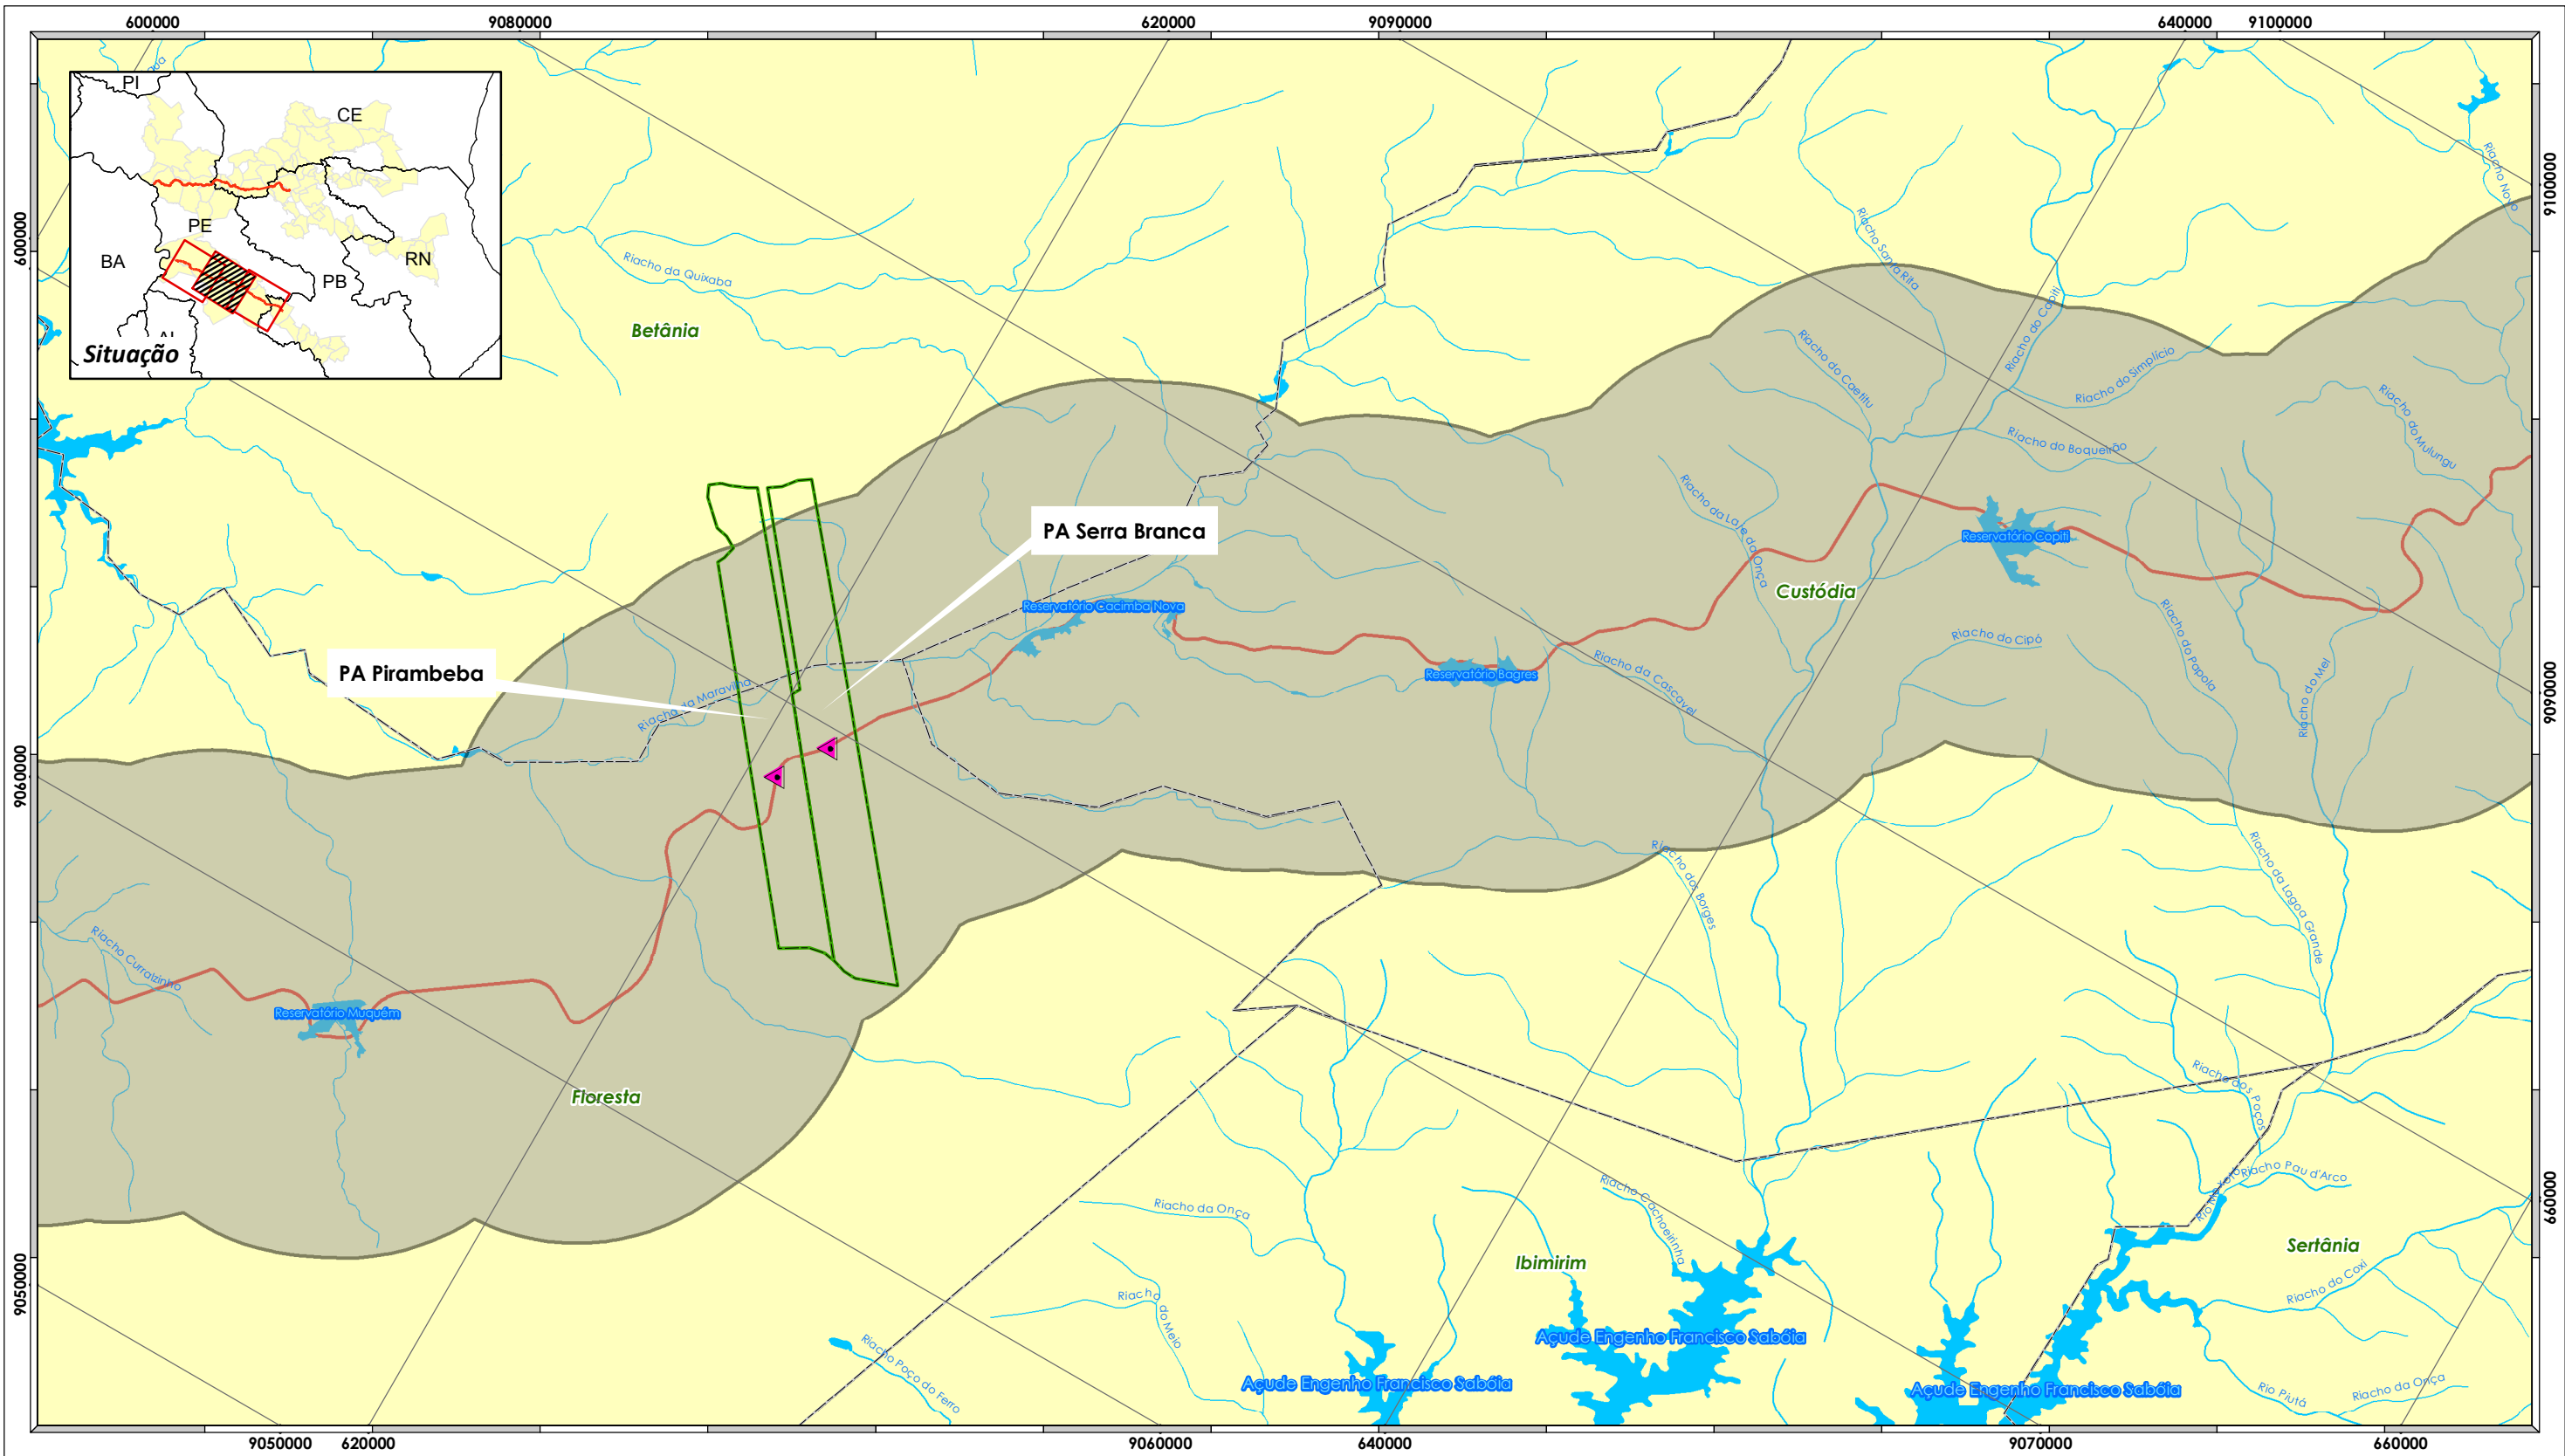 600000
9080000
620000
9090000
640000
9100000
600000
9060000
9050000
9100000
9090000
660000
PI
CE
PE
BA
PB
RN
Situação
Riacho da Quixaba
Betânia
Riacho Novo
Riacho Santa Rita
Riacho do Copiti
Riacho do Caetitu
Riacho do Simplício
Riacho do Boqueirão
Riacho do Mulungu
Riacho da Laje da Onça
PA Serra Branca
Reservatório Copiti
Reservatório Cacimba Nova
Custódia
Riacho do Cipó
Riacho do Papola
Riacho do Mel
PA Pirambeba
Riacho da Maravilha
Reservatório Bagres
Riacho da Cascavel
Riacho dos Borges
Riacho da Lagoa Grande
Riacho Curralzinho
Reservatório Muquém
Floresta
Riacho dos Poços
Riacho Pau d'Arco
Riacho da Onça
Riacho Cachoeirinha
Sertânia
Ibimirim
Riacho do Coxi
Riacho do Meio
Riacho Poço do Ferro
Açude Engenho Francisco Sabóia
Açude Engenho Francisco Sabóia
Açude Engenho Francisco Sabóia
Rio Piutá
Riacho da Onça
9050000
620000
9060000
640000
9070000
660000